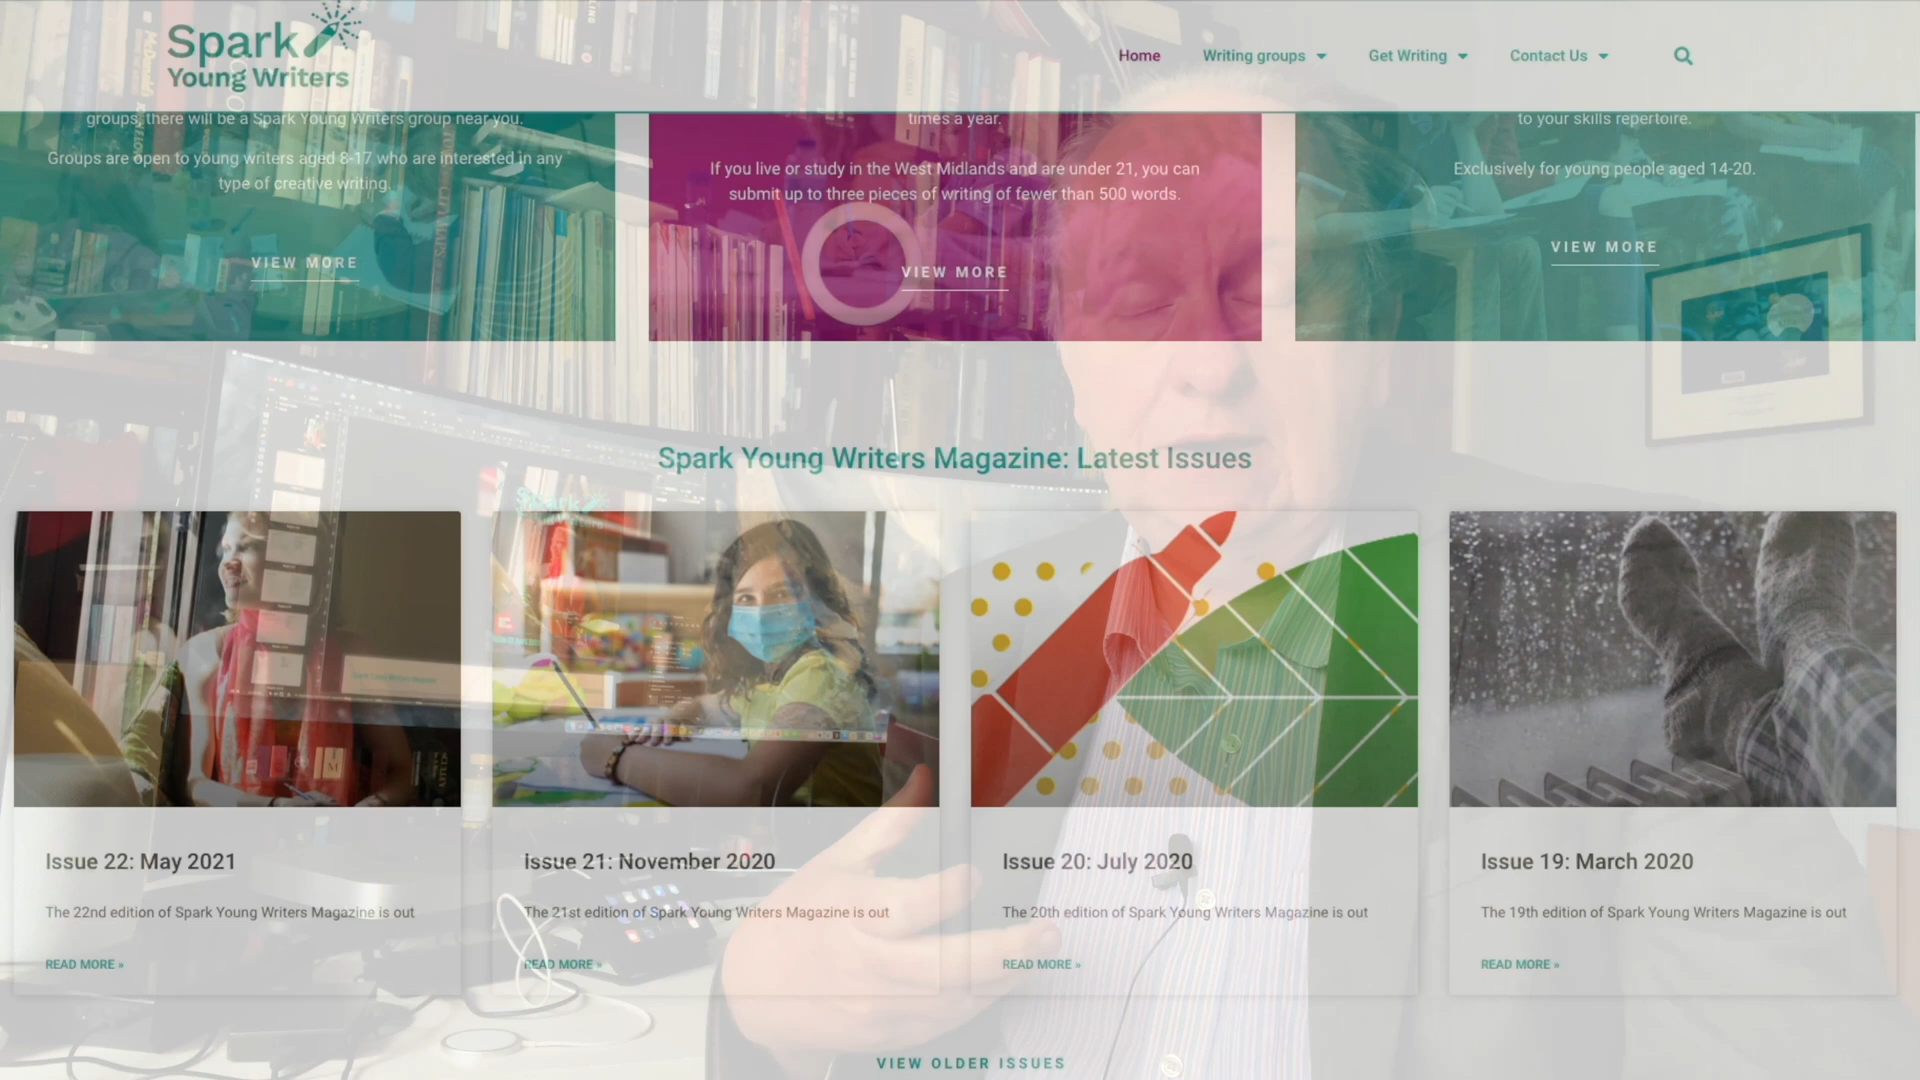 Spark
Young Writers
Home
Writing groups
Get Writing
Contact Us
groups, there will be a Spark Young Writers group near you.
Groups are open to young writers aged 8-17 who are interested in any
type of creative writing.
VIEW MORE
times a year.
If you live or study in the West Midlands and are under 21, you can
submit up to three pieces of writing of fewer than 500 words.
VIEW MORE
to your skills repertoire.
Exclusively for young people aged 14-20.
VIEW MORE
Spark Young Writers Magazine: Latest Issues
Spark
Issue 22: May 2021
The 22nd edition of Spark Young Writers Magazine is out
READ MORE »
Issue 21: November 2020
The 21st edition of Spark Young Writers Magazine is out
READ MORE »
Issue 20: July 2020
The 20th edition of Spark Young Writers Magazine is out
READ MORE »
Issue 19: March 2020
The 19th edition of Spark Young Writers Magazine is out
READ MORE »
VIEW OLDER ISSUES